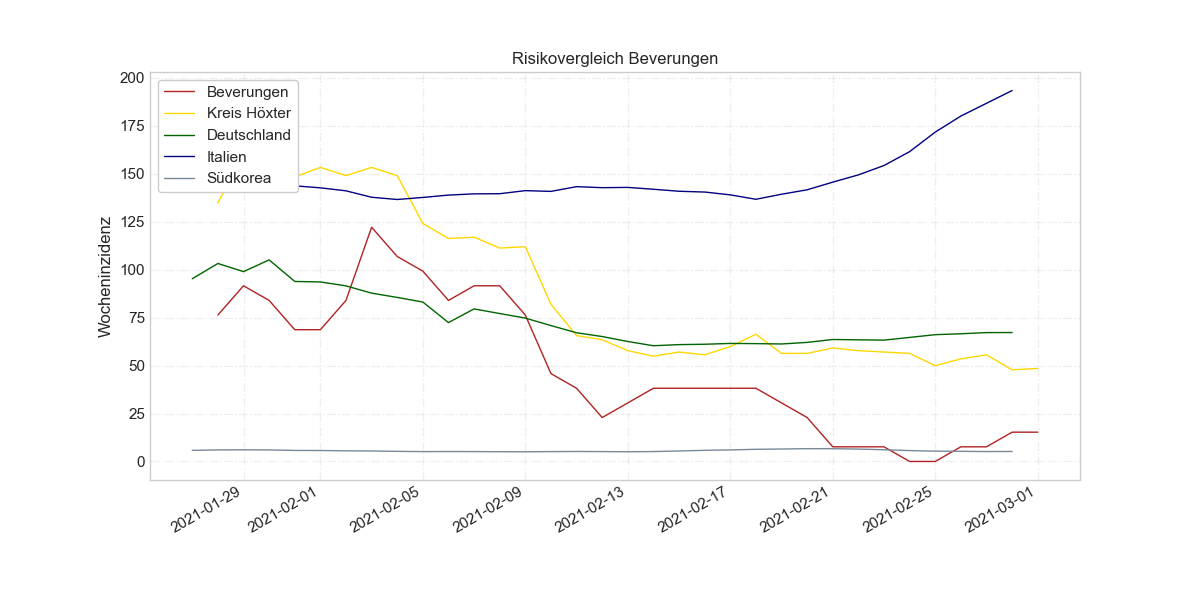 Risikovergleich Beverungen
Wocheninzidenz
200
175
150
125
100
75
50
25
0
Beverungen
Kreis Höxter
Deutschland
Italien
Südkorea
2021-01-29
2021-02-01
2021-02-05
2021-02-09
2021-02-13
2021-02-17
2021-02-21
2021-02-25
2021-03-01